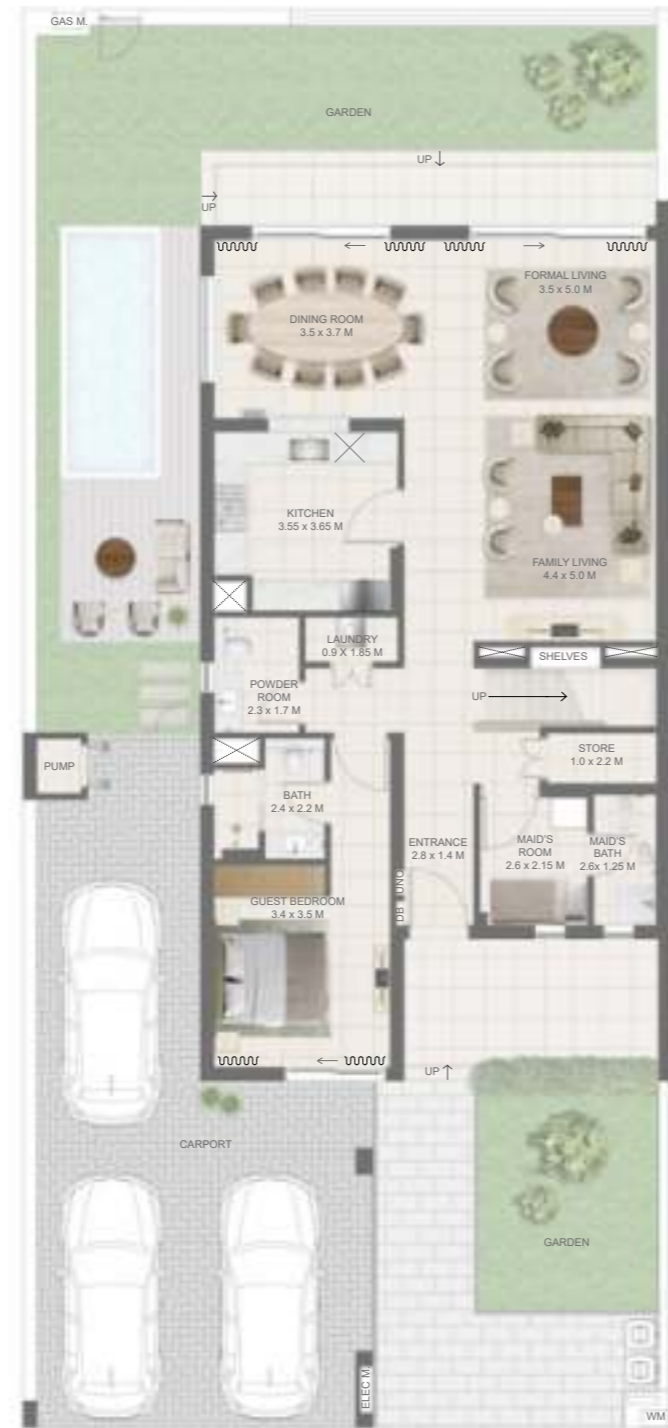 GAS M.
GARDEN
UP
UP
FORMAL LIVING
3.5 x 5.0 M
DINING ROOM
3.5 x 3.7 M
KITCHEN
3.55 x 3.65 M
FAMILY LIVING
4.4 x 5.0 M
LAUNDRY
0.9 X 1.85 M
SHELVES
POWDER
ROOM
2.3 x 1.7 M
UP
STORE
1.0 x 2.2 M
PUMP
BATH
2.4 x 2.2 M
ENTRANCE
2.8 x 1.4 M
MAID'S
ROOM
2.6 x 2.15 M
MAID'S
BATH
2.6x 1.25 M
DB
ONO
GUEST BEDROOM
3.4 x 3.5 M
UP
CARPORT
GARDEN
ELEC M.
WM